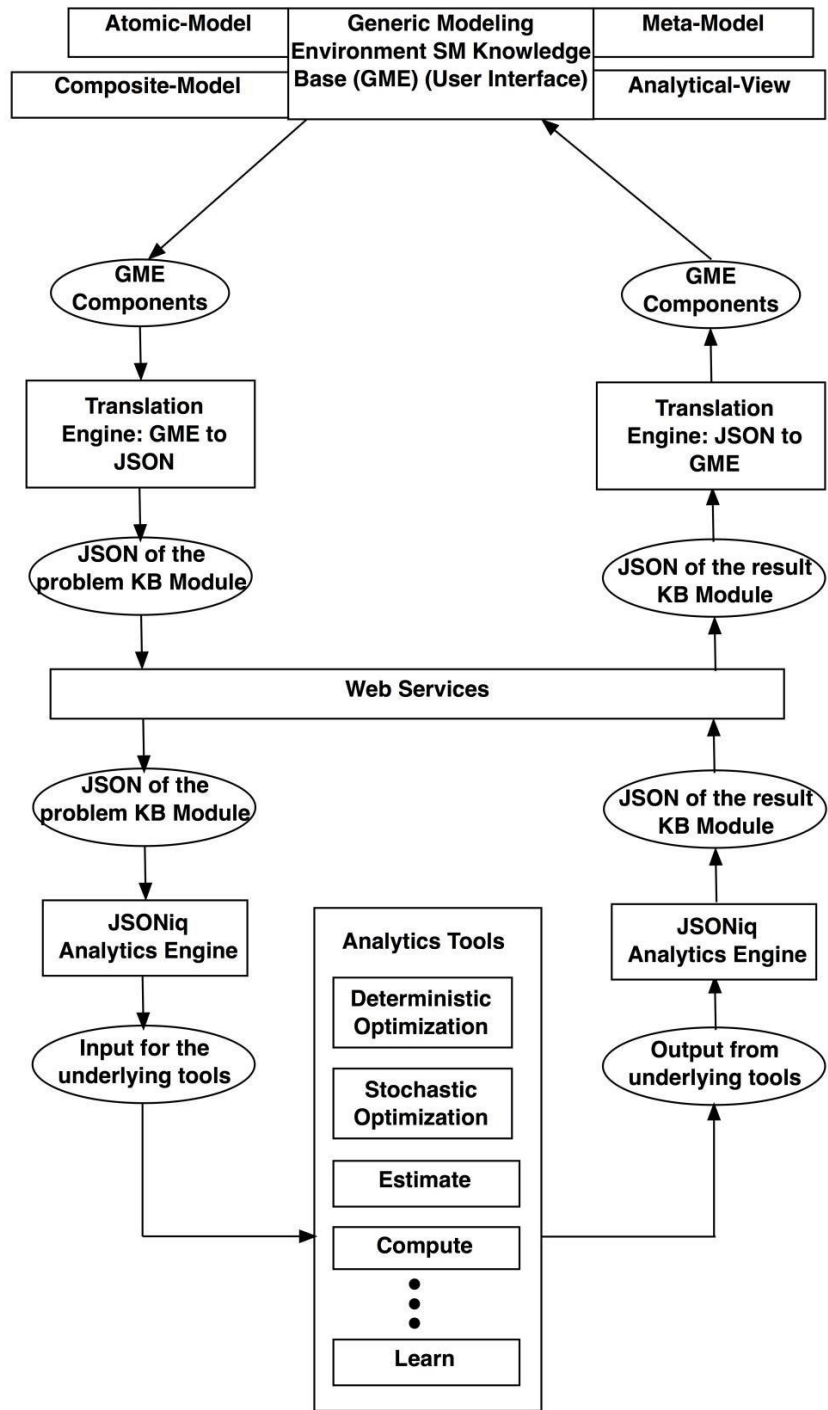 Atomic-Model
Generic Modeling
Environment SM Knowledge
Base (GME) (User Interface)
Meta-Model
Composite-Model
Analytical-View
GME
Components
GME
Components
Translation
Engine: GME to
JSON
Translation
Engine: JSON to
GME
JSON of the
problem KB Module
JSON of the result
KB Module
Web Services
JSON of the
problem KB Module
JSON of the result
KB Module
JSONiq
Analytics Engine
Analytics Tools
JSONiq
Analytics Engine
Deterministic
Optimization
Input for the
underlying tools
Output from
underlying tools
Stochastic
Optimization
Estimate
Compute
Learn